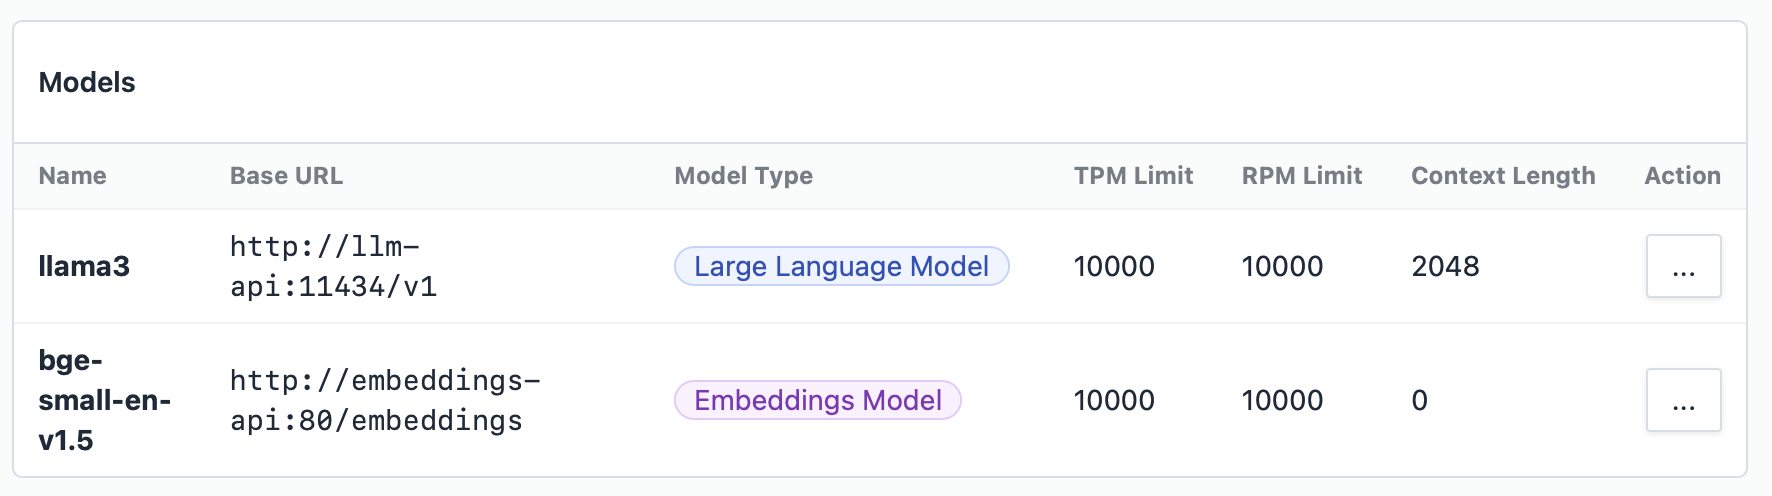 Models
Name Base URL Model Type TPM Limit RPM Limit Context Length Action
llama3 http://llm-
api:11434/v1 Large Language Model 10000 10000 2048 ...
bge-
small-en-
v1.5 http://embeddings-
api:80/embeddings Embeddings Model 10000 10000 0 ...